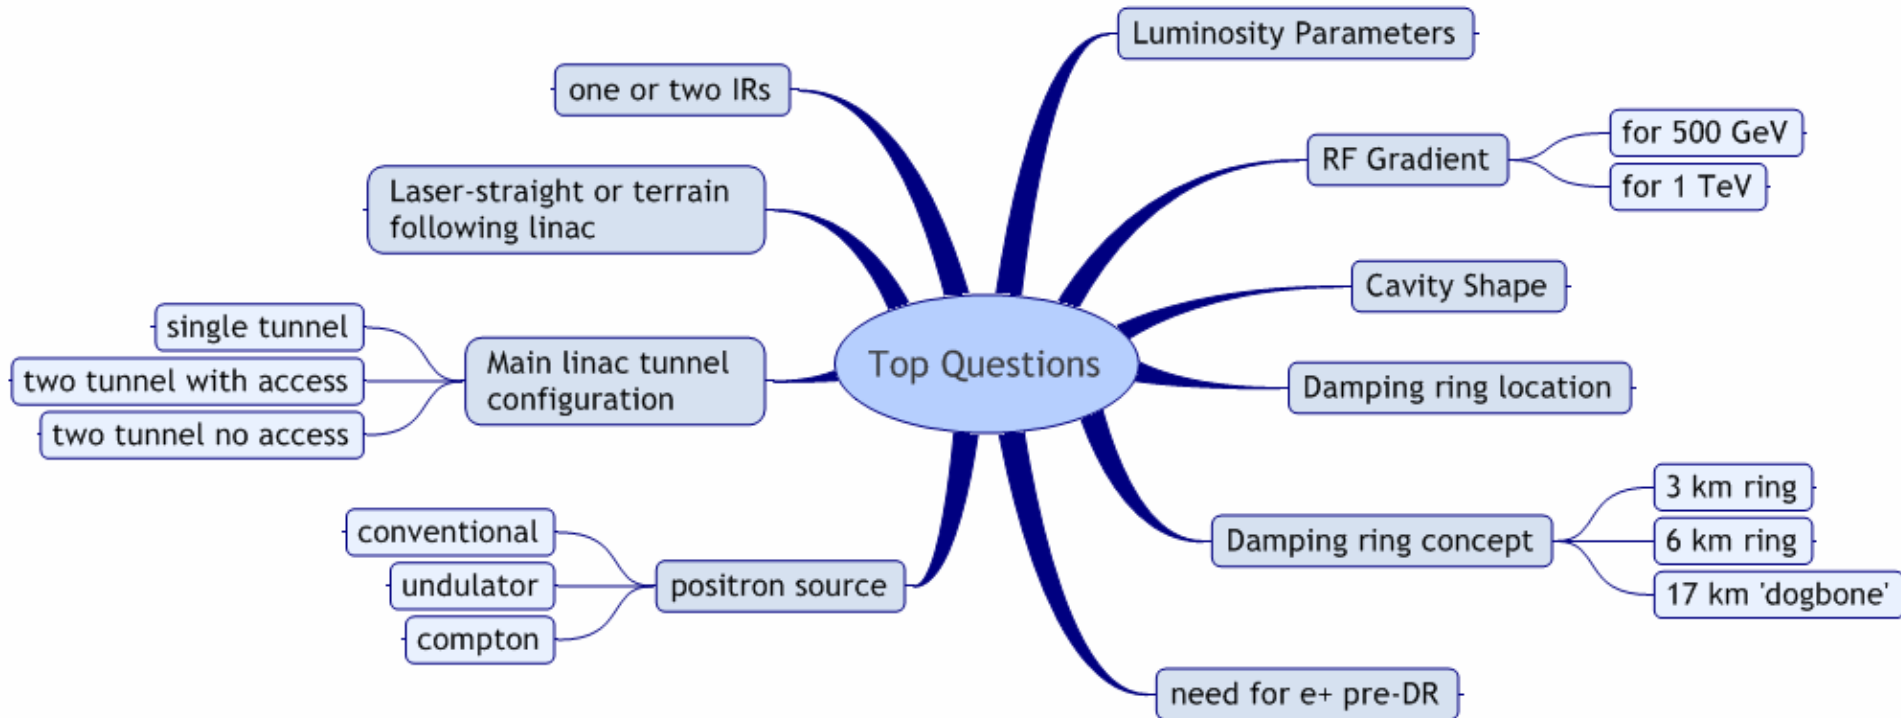 Luminosity Parameters
one or two IRs
for 500 GeV
RF Gradient
for 1 TeV
Laser-straight or terrain
following linac
Cavity Shape
single tunnel
Main linac tunnel
configuration
two tunnel with access
two tunnel no access
Top Questions
Damping ring location
3 km ring
Damping ring concept
6 km ring
17 km 'dogbone'
conventional
positron source
undulator
compton
need for e+ pre-DR